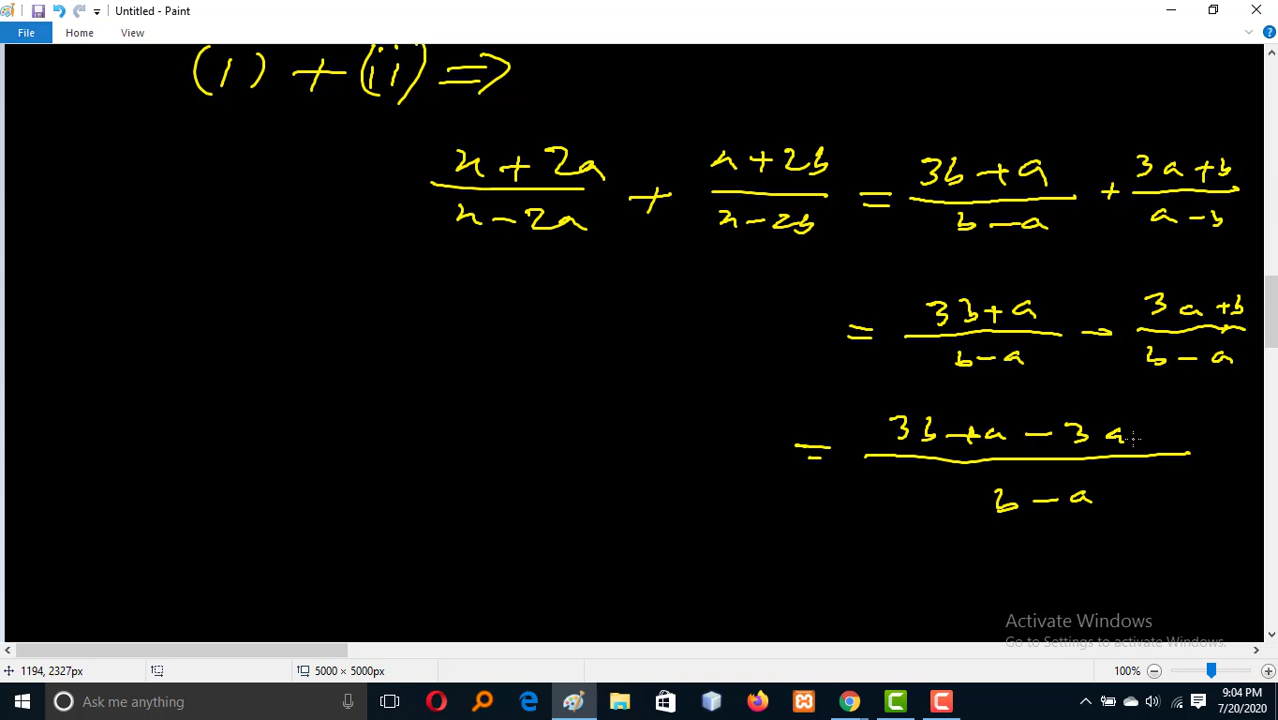 Untitled - Paint
File Home View
(i) + (ii) ⇒
x + 2a / x - 2a + x + 2b / x - 2b = 3b + a / b - a + 3a + b / a - b
= 3b + a / b - a - 3a + b / b - a
= 3b + a - 3a / b - a
Activate Windows
Go to Settings to activate Windows.
1194, 2327px 5000 × 5000px 100%
Ask me anything 9:04 PM
7/20/2020